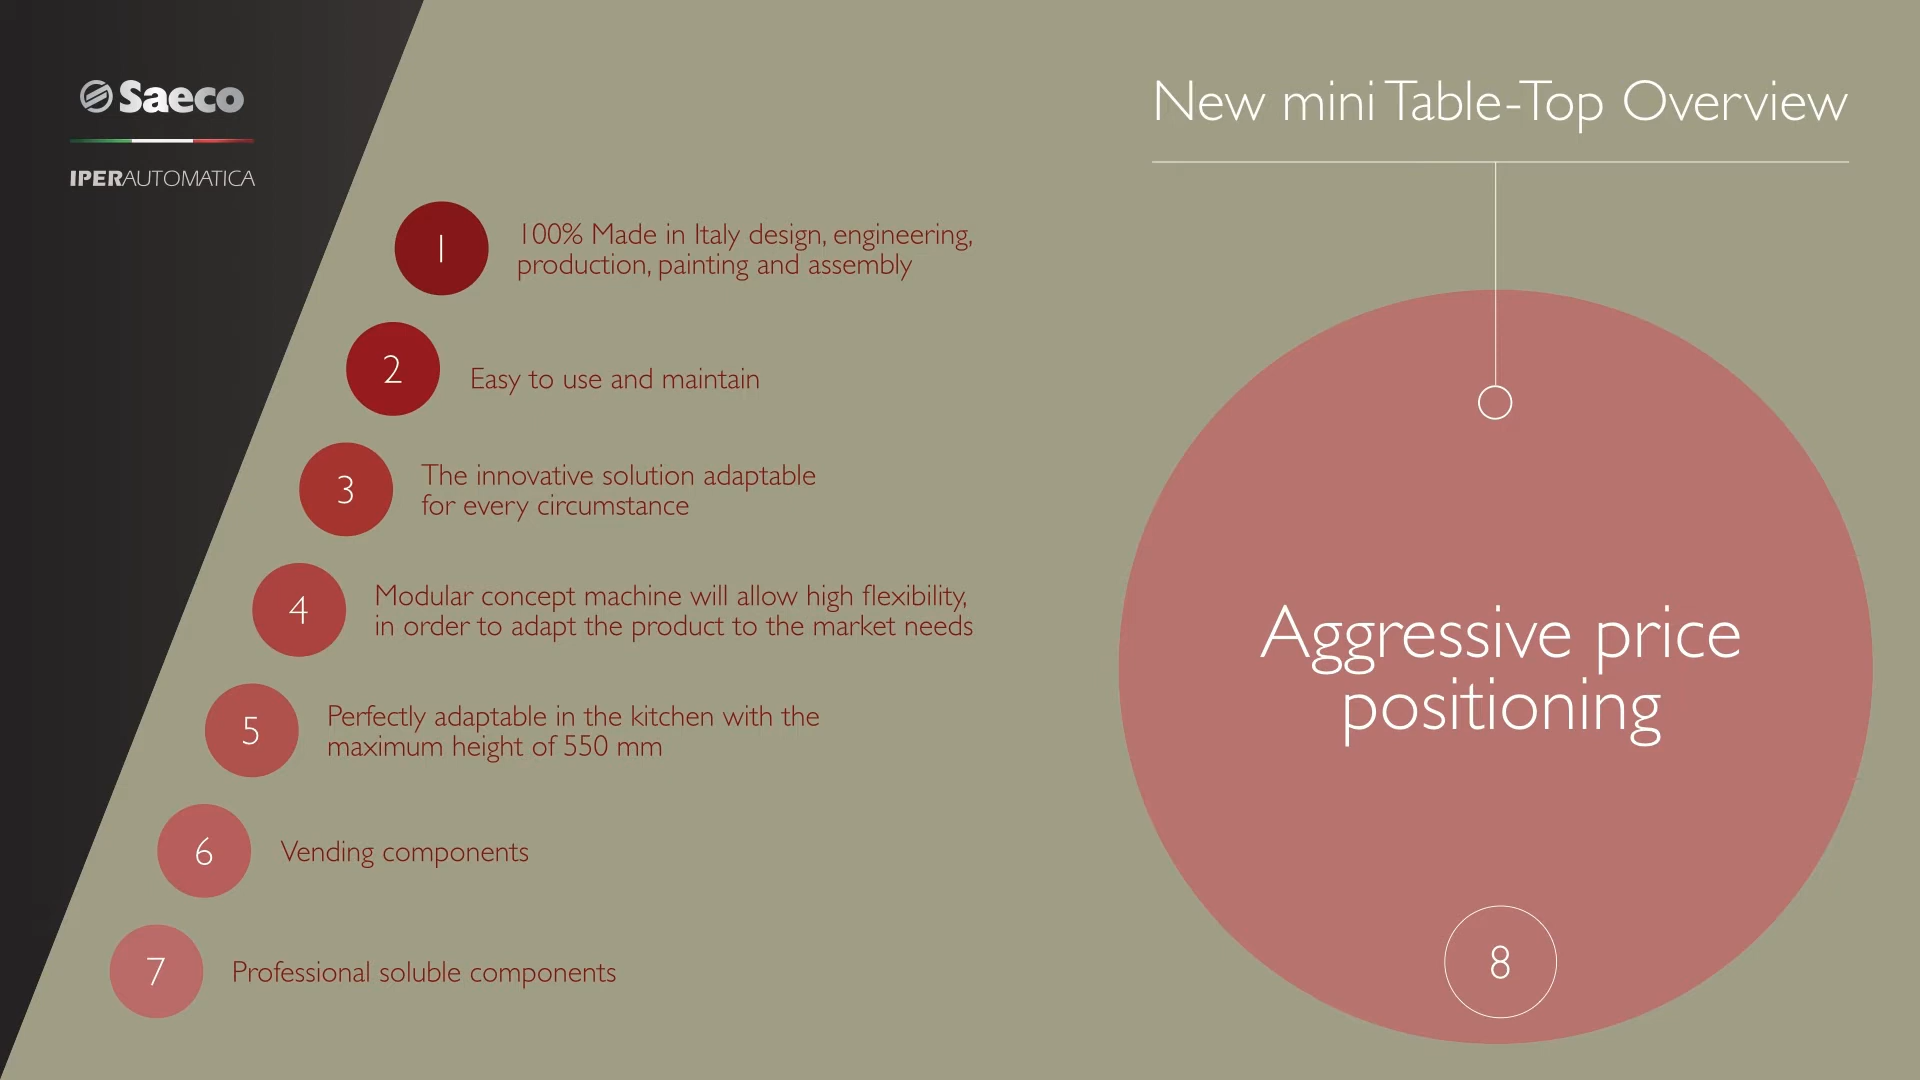 Saeco
IPERAUTOMATICA
New mini Table-Top Overview
1
100% Made in Italy design, engineering,
production, painting and assembly
2
Easy to use and maintain
3
The innovative solution adaptable
for every circumstance
4
Modular concept machine will allow high flexibility,
in order to adapt the product to the market needs
5
Perfectly adaptable in the kitchen with the
maximum height of 550 mm
6
Vending components
7
Professional soluble components
Aggressive price
positioning
8